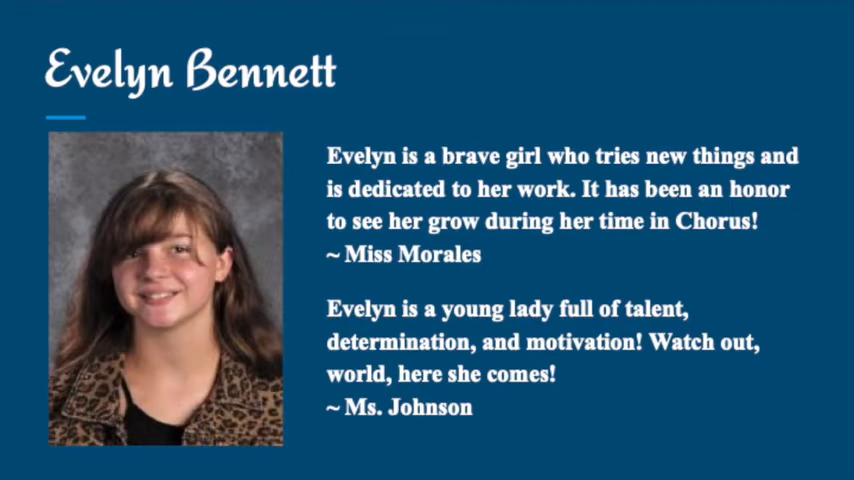 Evelyn Bennett
Evelyn is a brave girl who tries new things and
is dedicated to her work. It has been an honor
to see her grow during her time in Chorus!
~ Miss Morales
Evelyn is a young lady full of talent,
determination, and motivation! Watch out,
world, here she comes!
~ Ms. Johnson